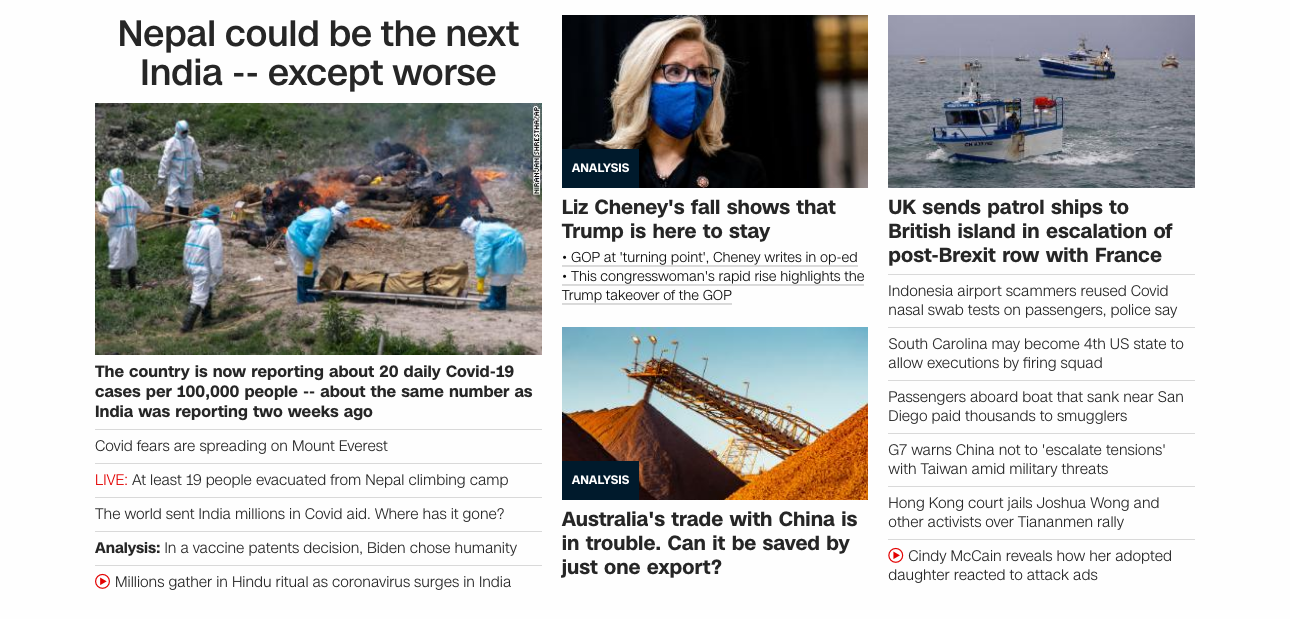 Nepal could be the next
India -- except worse
NIRANJAN SHRESTHA/AP
The country is now reporting about 20 daily Covid-19
cases per 100,000 people -- about the same number as
India was reporting two weeks ago
Covid fears are spreading on Mount Everest
LIVE: At least 19 people evacuated from Nepal climbing camp
The world sent India millions in Covid aid. Where has it gone?
Analysis: In a vaccine patents decision, Biden chose humanity
Millions gather in Hindu ritual as coronavirus surges in India
ANALYSIS
Liz Cheney's fall shows that
Trump is here to stay
• GOP at 'turning point', Cheney writes in op-ed
• This congresswoman's rapid rise highlights the
Trump takeover of the GOP
ANALYSIS
Australia's trade with China is
in trouble. Can it be saved by
just one export?
UK sends patrol ships to
British island in escalation of
post-Brexit row with France
Indonesia airport scammers reused Covid
nasal swab tests on passengers, police say
South Carolina may become 4th US state to
allow executions by firing squad
Passengers aboard boat that sank near San
Diego paid thousands to smugglers
G7 warns China not to 'escalate tensions'
with Taiwan amid military threats
Hong Kong court jails Joshua Wong and
other activists over Tiananmen rally
Cindy McCain reveals how her adopted
daughter reacted to attack ads